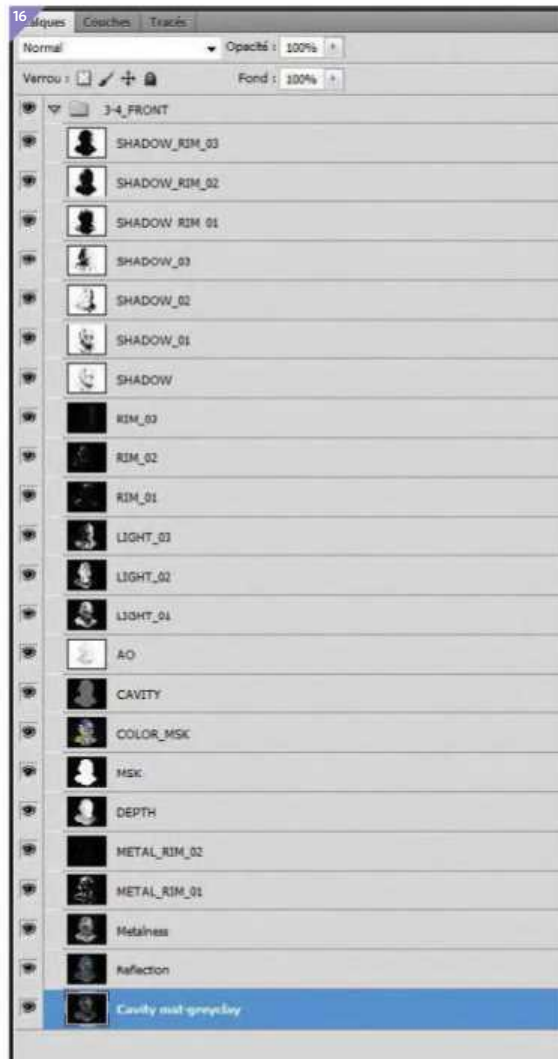 16
Calques Couches Tracés
Normal Opacité : 100%
Verrou : Fond : 100%
3-4_FRONT
SHADOW_RIM_03
SHADOW_RIM_02
SHADOW RIM 01
SHADOW_03
SHADOW_02
SHADOW_01
SHADOW
RIM_03
RIM_02
RIM_01
LIGHT_03
LIGHT_02
LIGHT_01
AO
CAVITY
COLOR_MSK
MSK
DEPTH
METAL_RIM_02
METAL_RIM_01
Metalness
Reflection
Cavity mat-greyclay